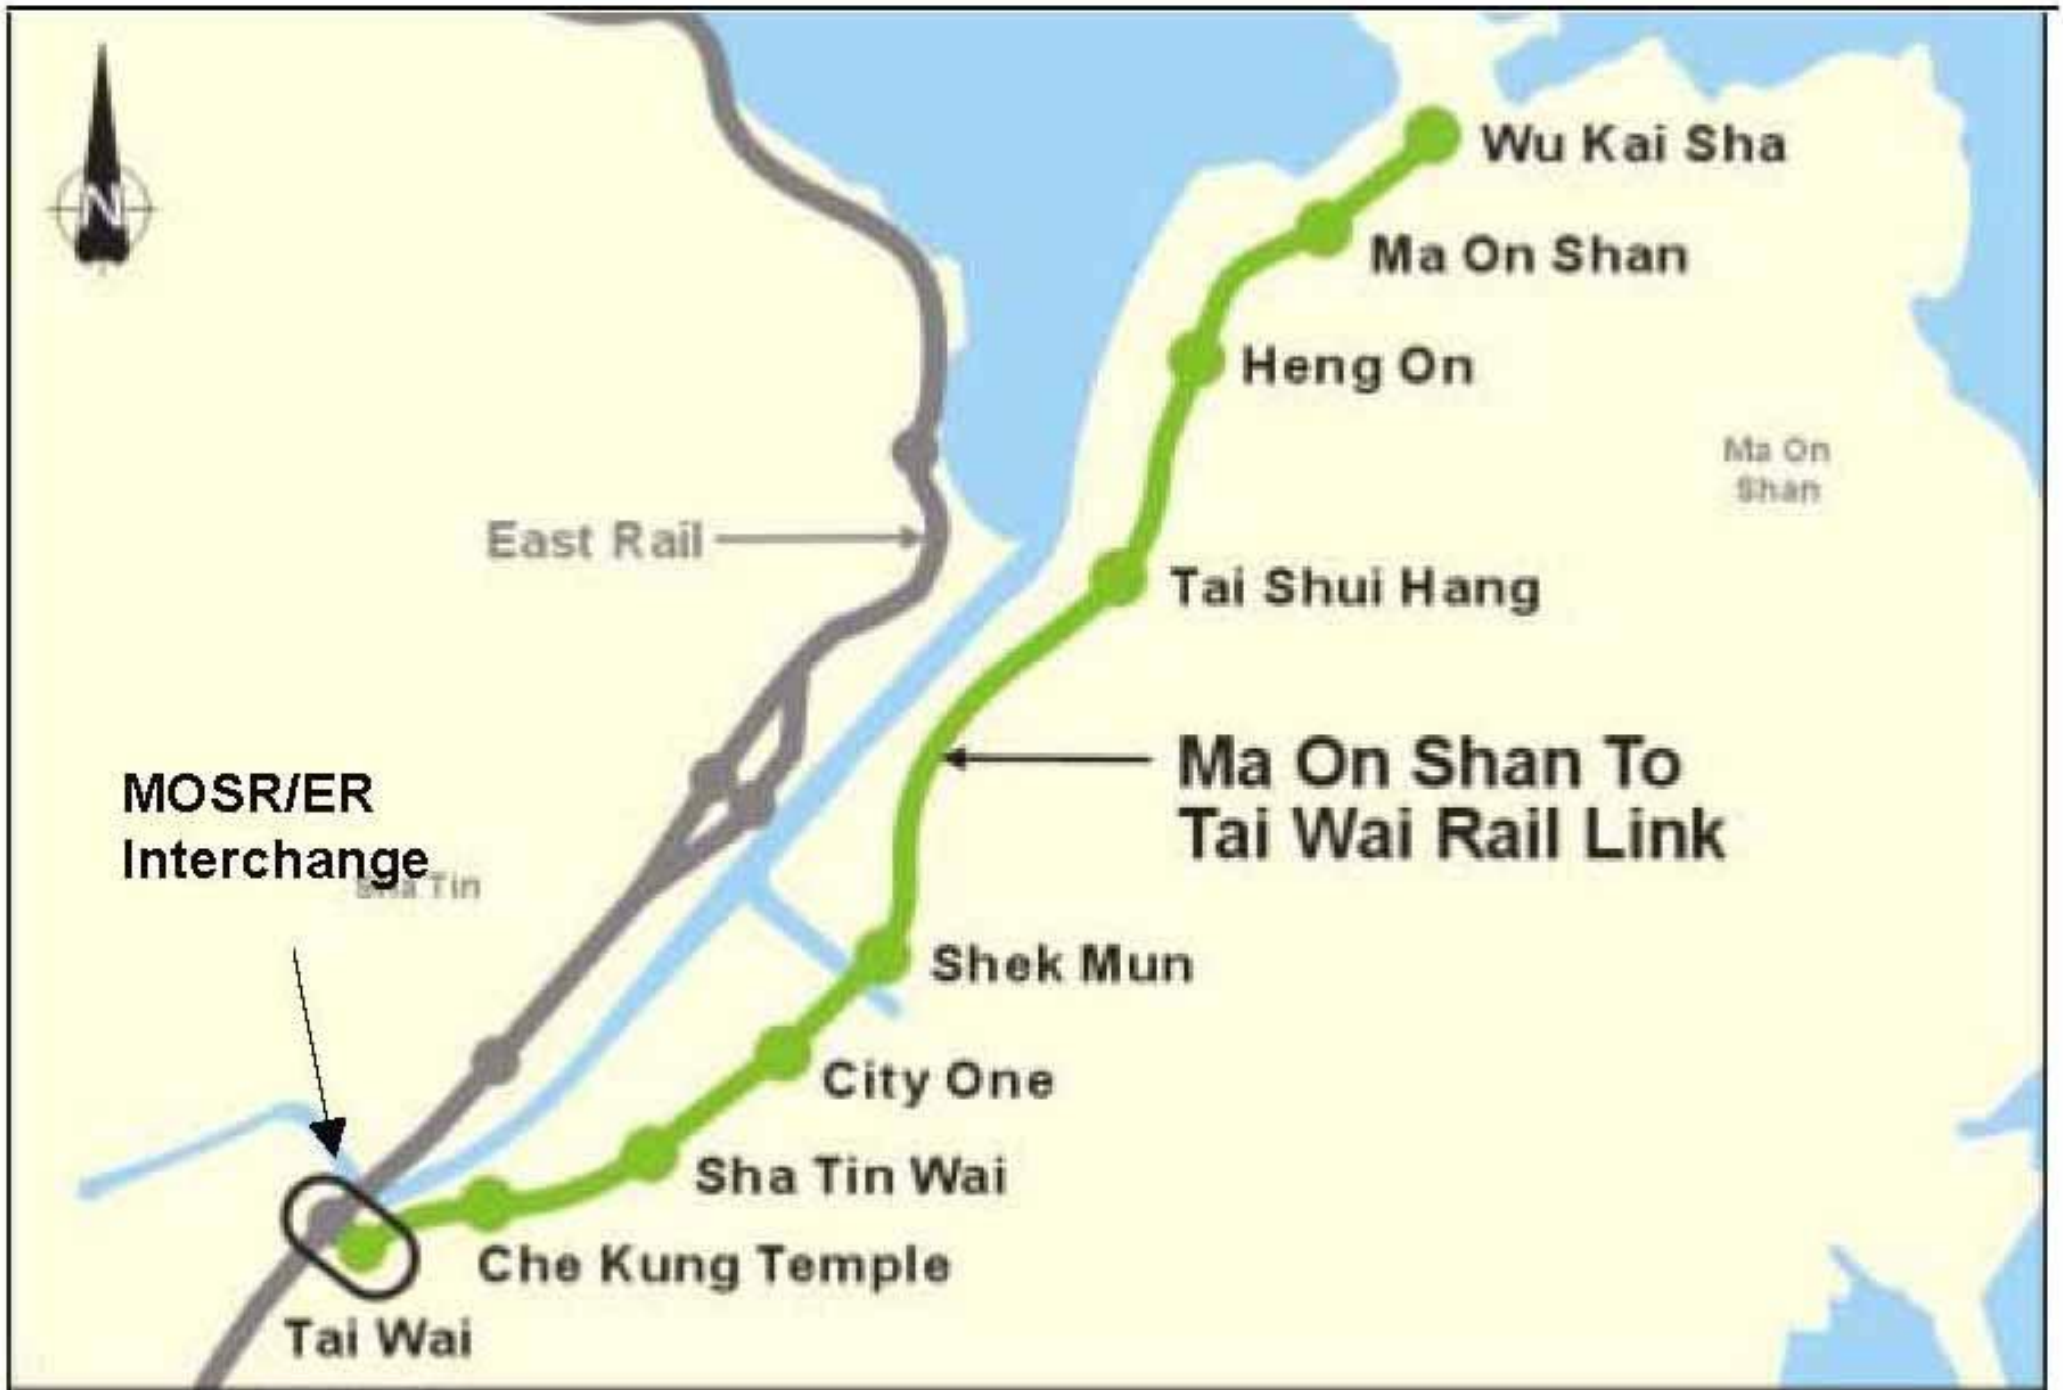 N
Wu Kai Sha
Ma On Shan
Heng On
Ma On
Shan
East Rail
Tai Shui Hang
Ma On Shan To
Tai Wai Rail Link
MOSR/ER
Interchange
Sha Tin
Shek Mun
City One
Sha Tin Wai
Che Kung Temple
Tai Wai